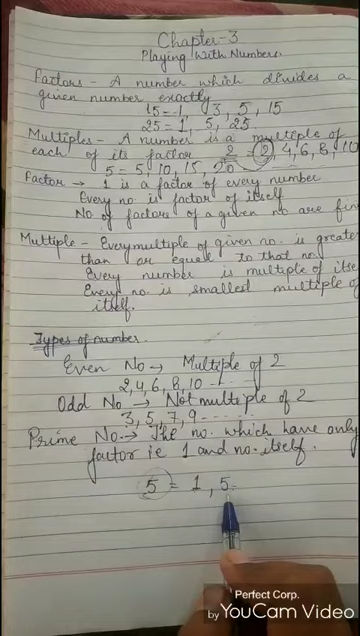 Chapter-3
Playing With Numbers.
Factors - A number which divides a
given number exactly
15 = 1, 3, 5, 15
25 = 1, 5, 25
Multiples - A number is a multiple of
each of its factor 2 = 2, 4, 6, 8, 10
5 = 5, 10, 15, 20
Factor → 1 is a factor of every number
Every no. is factor of itself
No of factors of a given no are fin
Multiple - Every multiple of given no. is greate
than or equal to that no.
Every number is multiple of itse
Every no is smallest multiple of
itself.
Types of number
Even No → Multiple of 2
2, 4, 6, 8, 10 - - - -
Odd No → Not multiple of 2
3, 5, 7, 9 - - - - -
Prime No. → The no. which have only
factor ie 1 and no. itself.
5 = 1, 5
Perfect Corp.
by YouCam Video